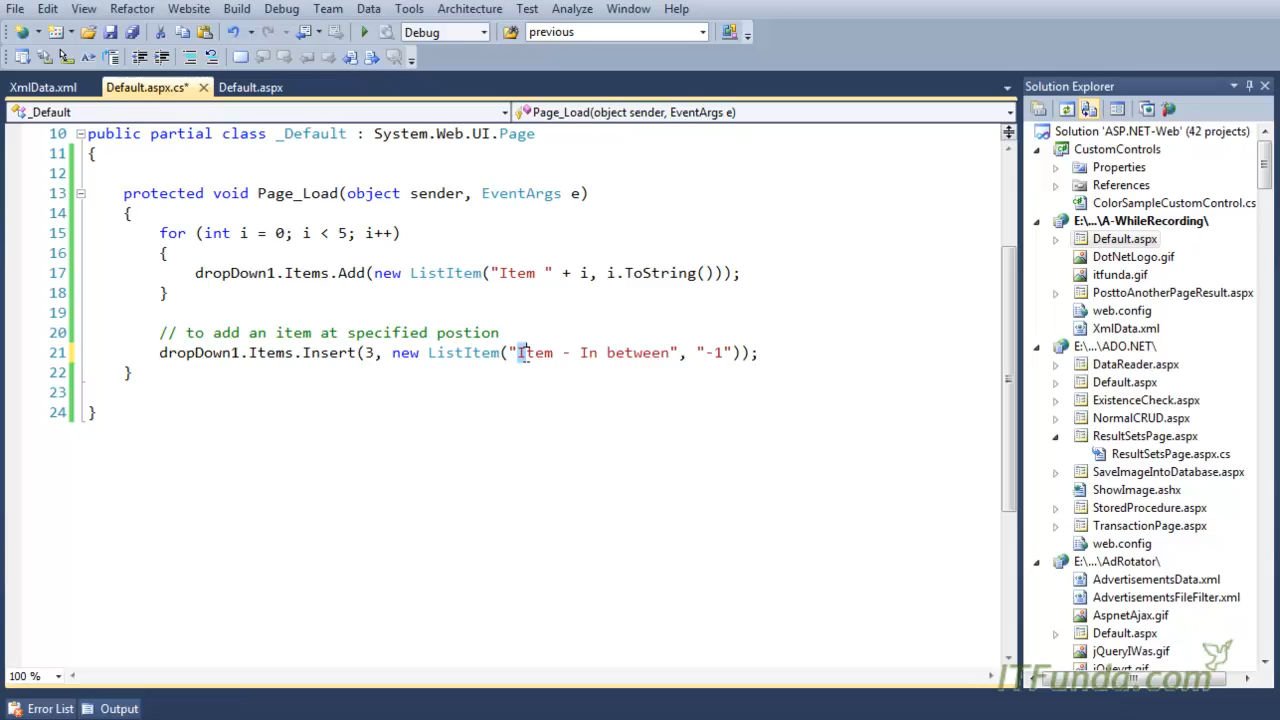 File Edit View Refactor Website Build Debug Team Data Tools Architecture Test Analyze Window Help
Debug previous
XmlData.xml Default.aspx.cs* Default.aspx
_Default Page_Load(object sender, EventArgs e)
10 public partial class _Default : System.Web.UI.Page
11 {
12
13 protected void Page_Load(object sender, EventArgs e)
14 {
15 for (int i = 0; i < 5; i++)
16 {
17 dropDown1.Items.Add(new ListItem("Item " + i, i.ToString()));
18 }
19
20 // to add an item at specified postion
21 dropDown1.Items.Insert(3, new ListItem("Item - In between", "-1"));
22 }
23
24 }
100 %
Error List Output
Solution Explorer
Solution 'ASP.NET-Web' (42 projects)
CustomControls
Properties
References
ColorSampleCustomControl.cs
E:\...\A-WhileRecording\
Default.aspx
DotNetLogo.gif
itfunda.gif
PosttoAnotherPageResult.aspx
web.config
XmlData.xml
E:\...\ADO.NET\
DataReader.aspx
Default.aspx
ExistenceCheck.aspx
NormalCRUD.aspx
ResultSetsPage.aspx
ResultSetsPage.aspx.cs
SaveImageIntoDatabase.aspx
ShowImage.ashx
StoredProcedure.aspx
TransactionPage.aspx
web.config
E:\...\AdRotator\
AdvertisementsData.xml
AdvertisementsFileFilter.xml
AspnetAjax.gif
Default.aspx
jQueryIWas.gif
ITFunda.com